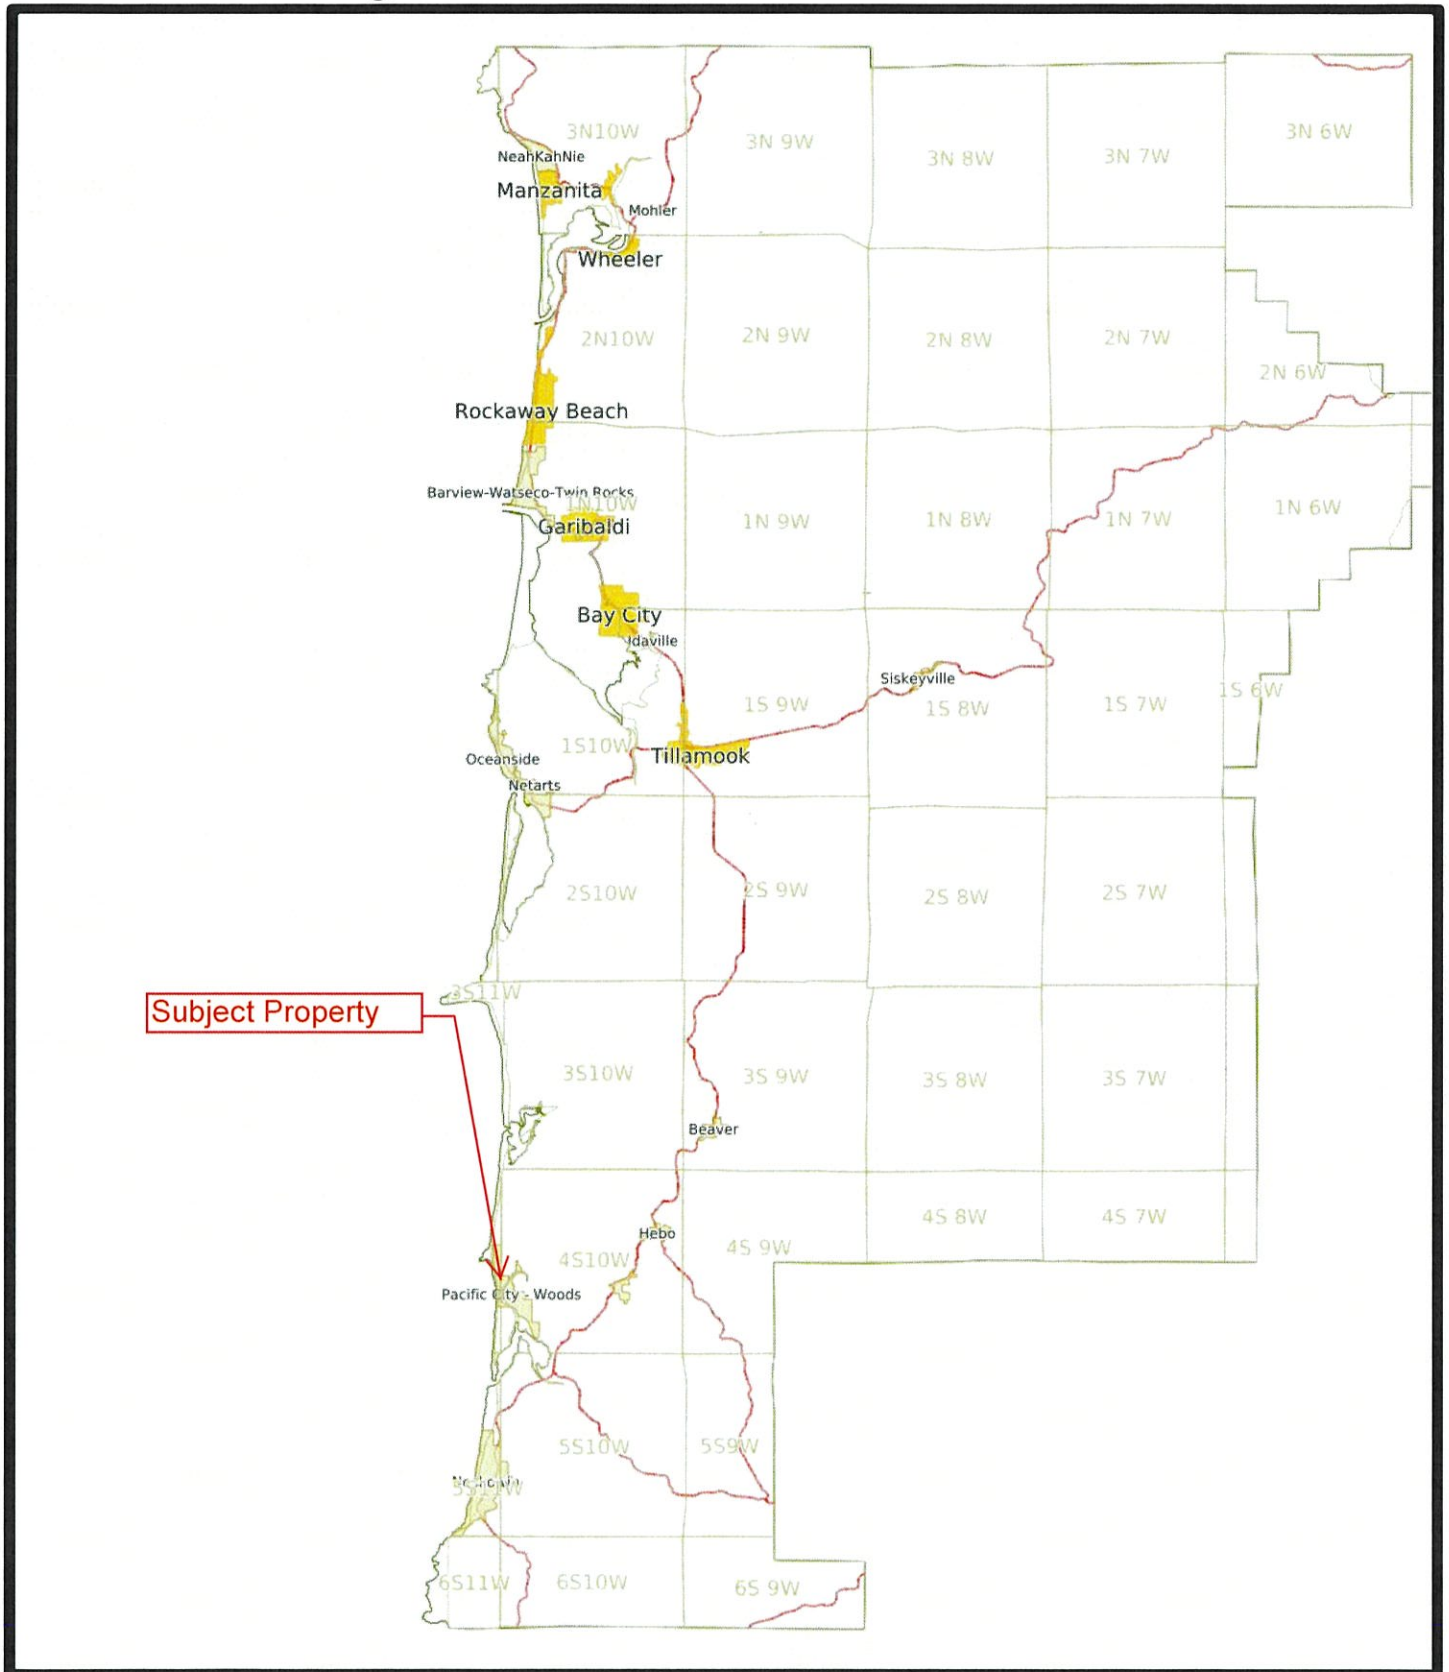 3N10W
3N 9W
3N 8W
3N 7W
3N 6W
NeahKahNie
Manzanita
Mohler
Wheeler
2N10W
2N 9W
2N 8W
2N 7W
2N 6W
Rockaway Beach
Barview-Watseco-Twin Rocks
1N10W
Garibaldi
1N 9W
1N 8W
1N 7W
1N 6W
Bay City
Idaville
Siskeyville
1S 9W
1S 8W
1S 7W
1S 6W
1S10W
Tillamook
Oceanside
Netarts
2S10W
2S 9W
2S 8W
2S 7W
3S11W
Subject Property
3S10W
3S 9W
3S 8W
3S 7W
Beaver
4S 8W
4S 7W
Hebo
4S10W
4S 9W
Pacific City - Woods
5S10W
5S9W
5S11W
6S11W
6S10W
6S 9W